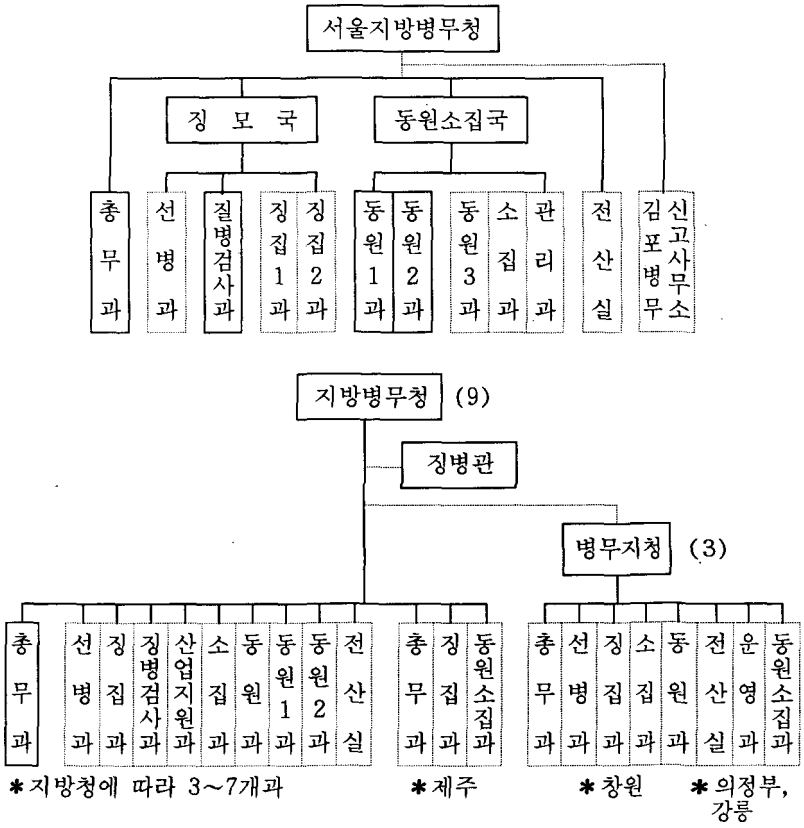 서울지방병무청
징 모 국
동원소집국
총무과
선병과
질병검사과
징집1과
징집2과
동원1과
동원2과
동원3과
소집과
관리과
전산실
김포병무
신고사무소
지방병무청 (9)
징병관
병무지청 (3)
총무과
선병과
징집과
징병검사과
산업지원과
소집과
동원과
동원1과
동원2과
전산실
총무과
징집과
동원소집과
총무과
선병과
징집과
소집과
동원과
전산실
운영과
동원소집과
*지방청에 따라 3~7개과
*제주
*창원
*의정부,
강릉